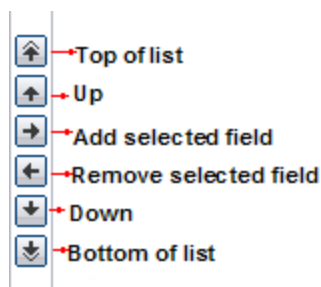 Top of list
Up
Add selected field
Remove selected field
Down
Bottom of list